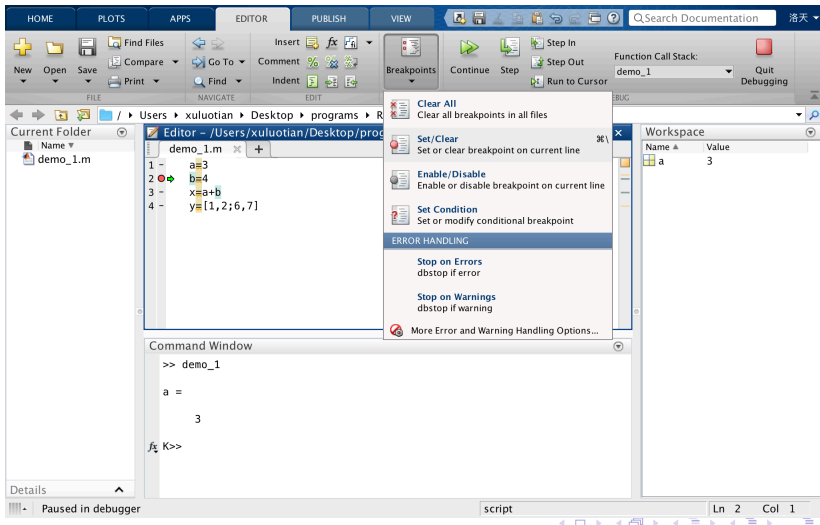 HOME PLOTS APPS EDITOR PUBLISH VIEW Search Documentation 洛天
New Open Save Find Files Compare Print
FILE
Go To Find
NAVIGATE
Insert fx
Comment
Indent
EDIT
Breakpoints Continue Step Step In Step Out Run to Cursor
Function Call Stack:
demo_1
Quit Debugging
BUG
/ Users xuluotian Desktop programs R
Current Folder
Name
demo_1.m
Details
Editor – /Users/xuluotian/Desktop/prog
demo_1.m × +
1 – a=3
2 b=4
3 – x=a+b
4 – y=[1,2;6,7]
Clear All
Clear all breakpoints in all files
Set/Clear ⌘\
Set or clear breakpoint on current line
Enable/Disable
Enable or disable breakpoint on current line
Set Condition
Set or modify conditional breakpoint
ERROR HANDLING
Stop on Errors
dbstop if error
Stop on Warnings
dbstop if warning
More Error and Warning Handling Options...
Workspace
Name Value
a 3
Command Window
>> demo_1
a =
3
fx K>>
Paused in debugger script Ln 2 Col 1